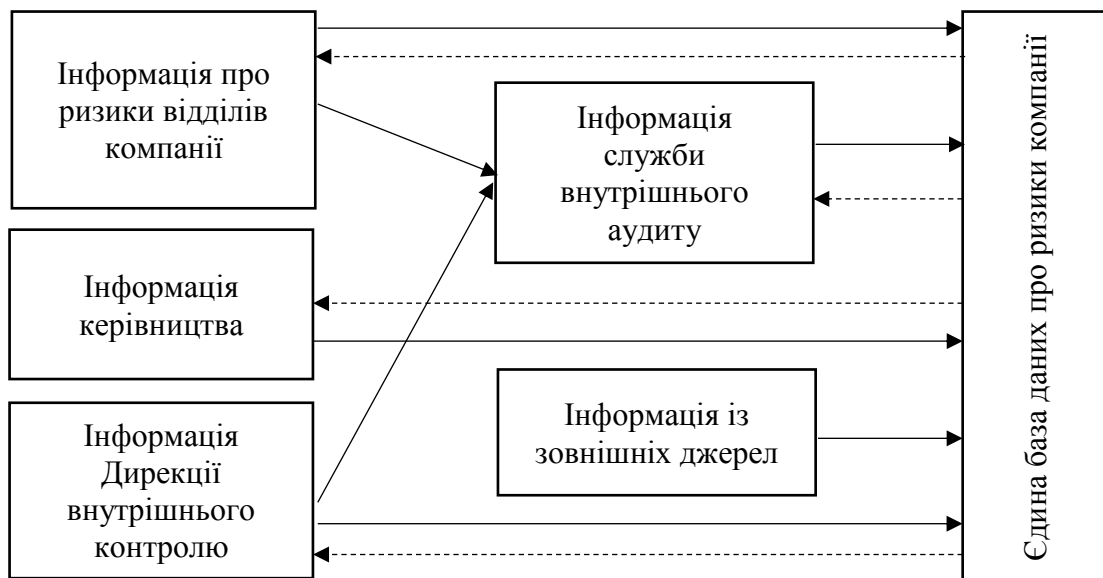 Інформація про
ризики відділів
компанії
Інформація
служби
внутрішнього
аудиту
Інформація
керівництва
Інформація із
зовнішніх джерел
Інформація
Дирекції
внутрішнього
контролю
Єдина база даних про ризики компанії